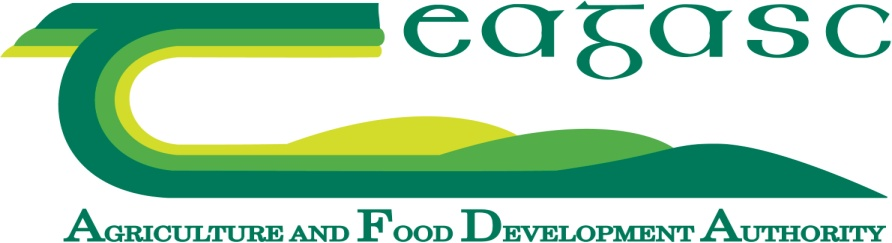 Teagasc
AGRICULTURE AND FOOD DEVELOPMENT AUTHORITY